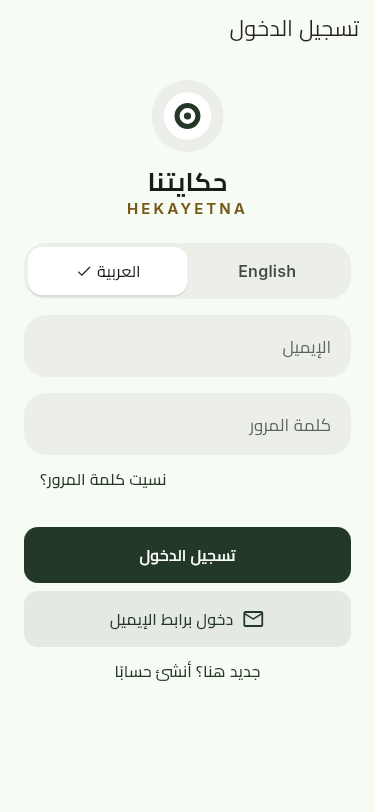 تسجيل الدخول
حكايتنا
HEKAYETNA
العربية
English
الإيميل
كلمة المرور
نسيت كلمة المرور؟
تسجيل الدخول
دخول برابط الإيميل
جديد هنا؟ أنشئ حسابًا